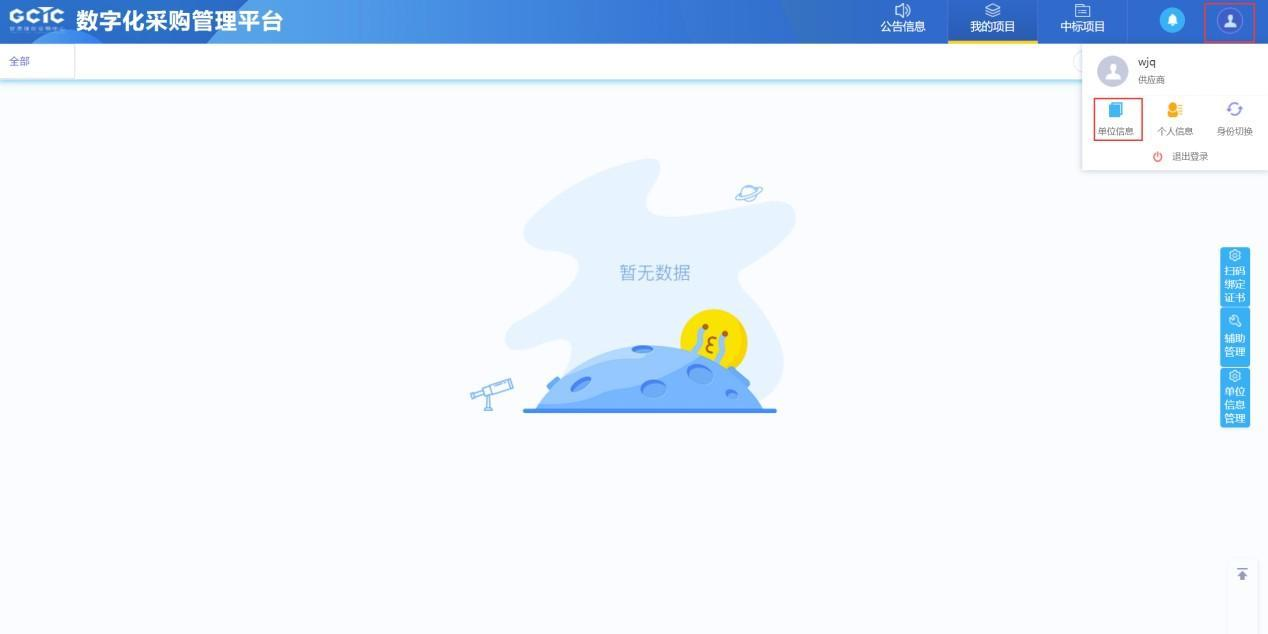 GCTC
数字化采购管理平台
公告信息
我的项目
中标项目
全部
wjq
供应商
单位信息
个人信息
身份切换
退出登录
暂无数据
扫码
绑定
证书
辅助
管理
单位
信息
管理